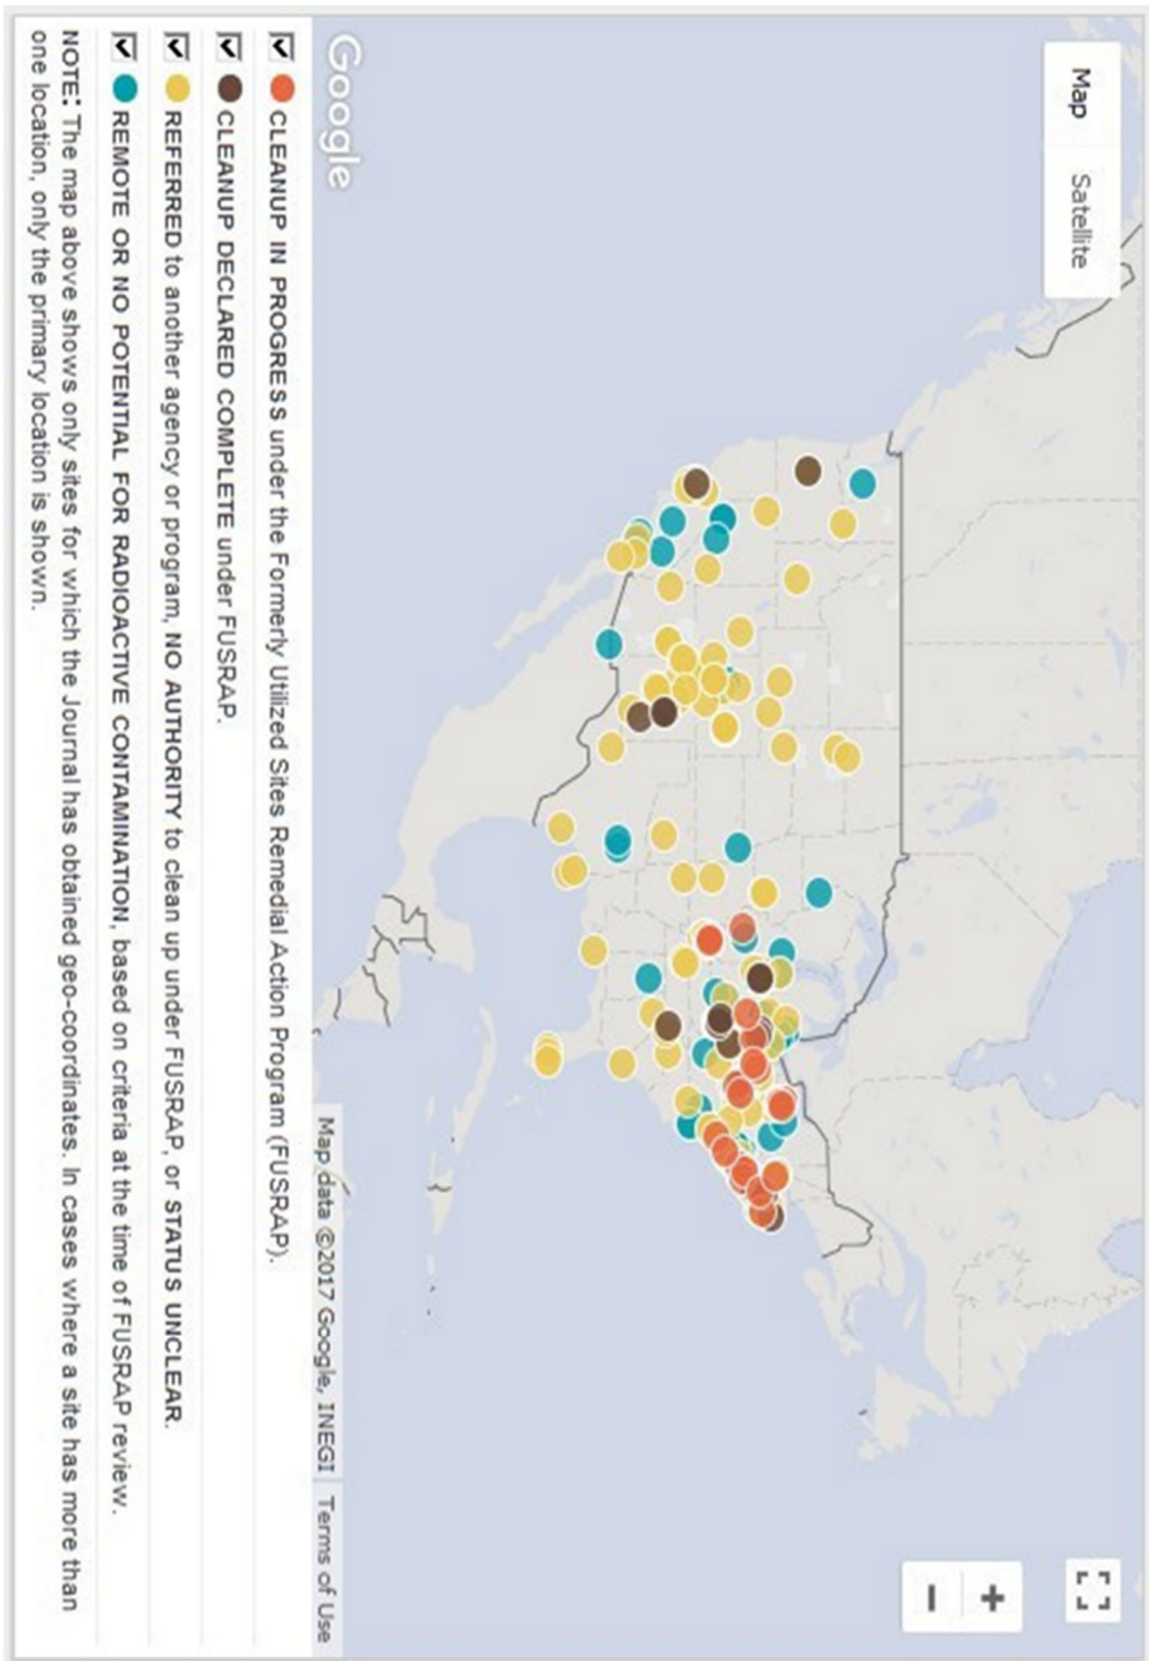 Map Satellite
Google
Map data ©2017 Google, INEGI Terms of Use
CLEANUP IN PROGRESS under the Formerly Utilized Sites Remedial Action Program (FUSRAP).
CLEANUP DECLARED COMPLETE under FUSRAP.
REFERRED to another agency or program, NO AUTHORITY to clean up under FUSRAP, or STATUS UNCLEAR.
REMOTE OR NO POTENTIAL FOR RADIOACTIVE CONTAMINATION, based on criteria at the time of FUSRAP review.
NOTE: The map above shows only sites for which the Journal has obtained geo-coordinates. In cases where a site has more than
one location, only the primary location is shown.